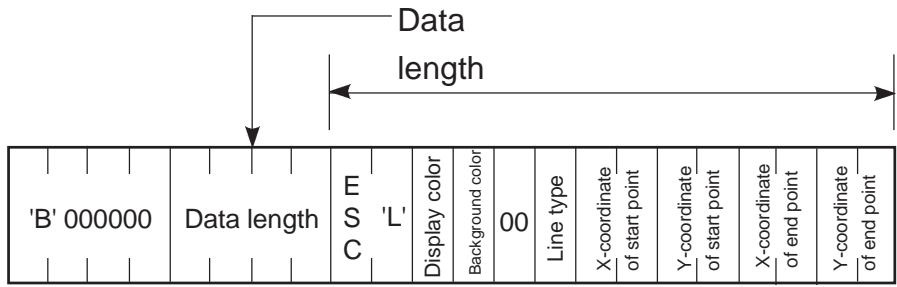 Data
length
'B' 000000
Data length
E
S
C
'L'
Display color
Background color
00
Line type
X-coordinate
of start point
Y-coordinate
of start point
X-coordinate
of end point
Y-coordinate
of end point